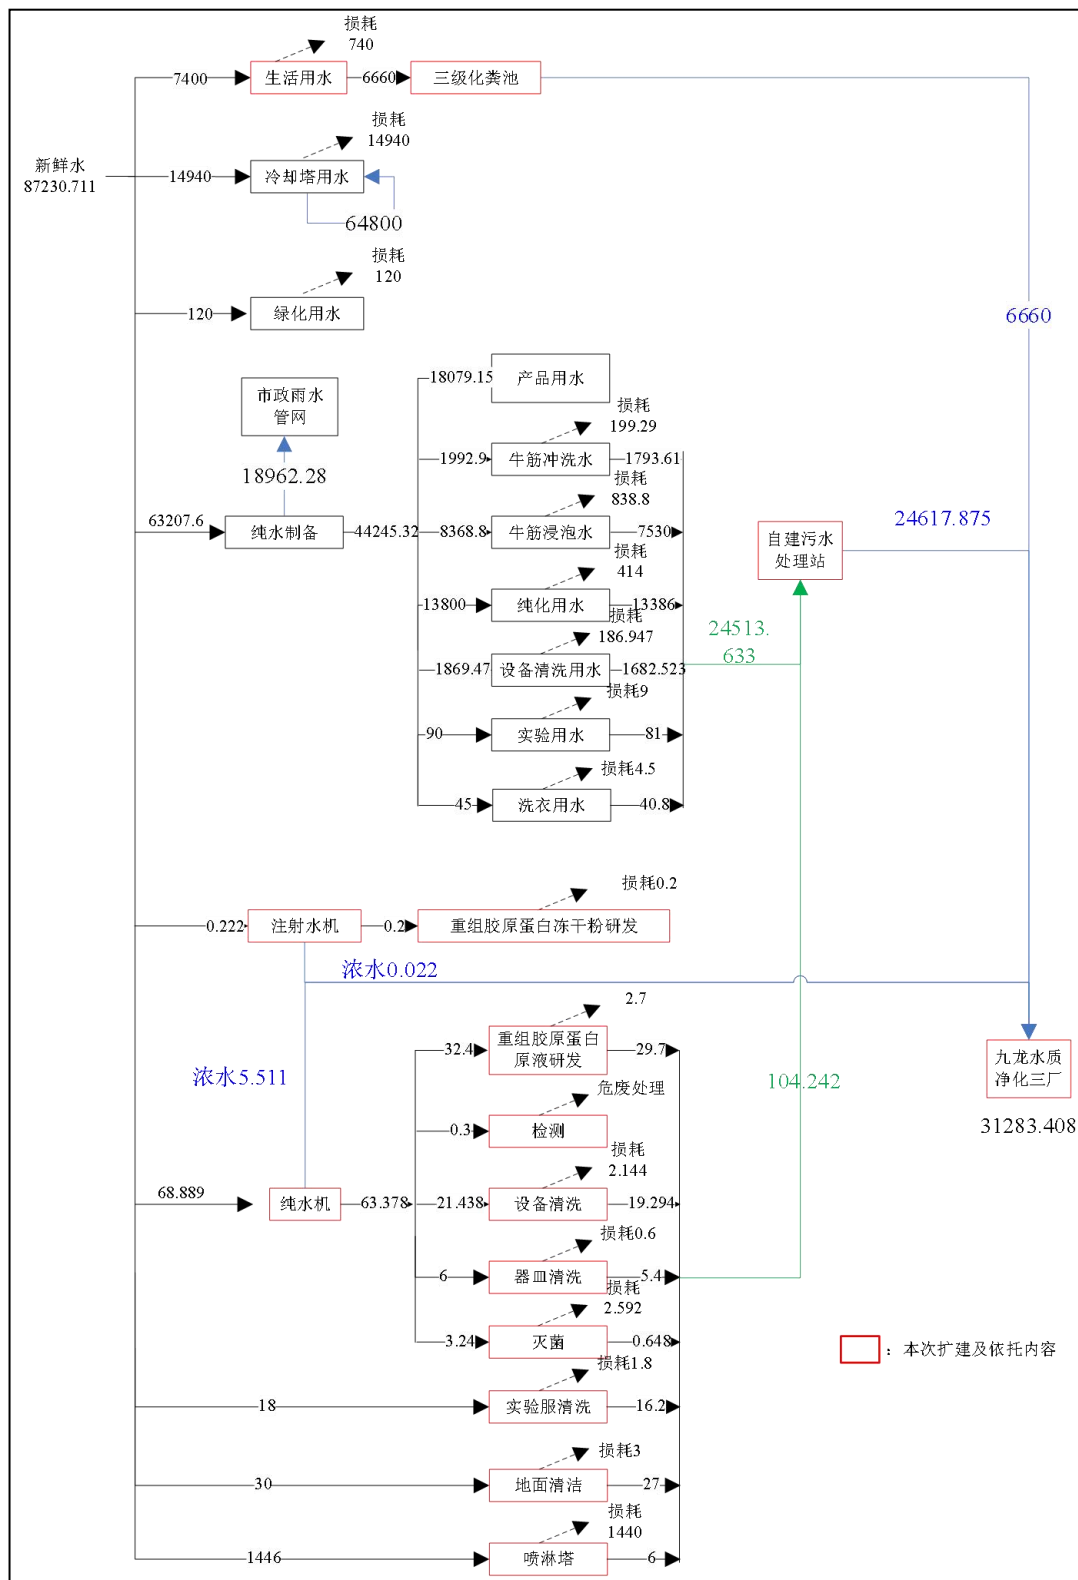 损耗
740
7400
生活用水
6660
三级化粪池
损耗
14940
新鲜水
87230.711
14940
冷却塔用水
64800
损耗
120
120
绿化用水
6660
市政雨水
管网
18079.15
产品用水
损耗
199.29
18962.28
1992.9
牛筋冲洗水
1793.61
损耗
838.8
63207.6
纯水制备
44245.32
8368.8
牛筋浸泡水
7530
24617.875
自建污水
处理站
损耗
414
13800
纯化用水
13386
损耗
186.947
24513.
633
1869.47
设备清洗用水
1682.523
损耗9
90
实验用水
81
损耗4.5
45
洗衣用水
40.8
损耗0.2
0.222
注射水机
0.2
重组胶原蛋白冻干粉研发
浓水0.022
2.7
32.4
重组胶原蛋白
原液研发
29.7
九龙水质
净化三厂
浓水5.511
104.242
危废处理
0.3
检测
31283.408
损耗
2.144
68.889
纯水机
63.378
21.438
设备清洗
19.294
损耗0.6
6
器皿清洗
5.4
损耗
2.592
3.24
灭菌
0.648
：本次扩建及依托内容
损耗1.8
18
实验服清洗
16.2
损耗3
30
地面清洁
27
损耗
1440
1446
喷淋塔
6